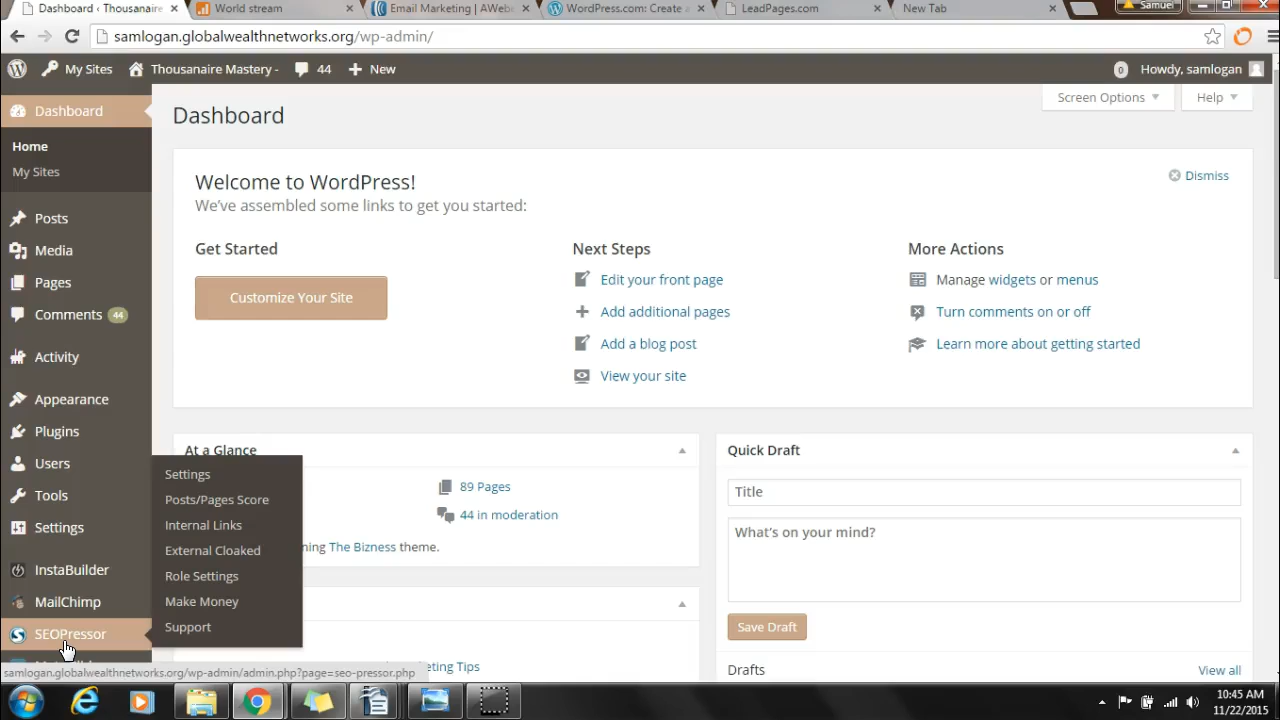 Dashboard ‹ Thousanaire
World stream
Email Marketing | AWeb
WordPress.com: Create a
LeadPages.com
New Tab
Samuel
samlogan.globalwealthnetworks.org/wp-admin/
My Sites
Thousanaire Mastery -
44
New
0
Howdy, samlogan
Dashboard
Home
My Sites
Posts
Media
Pages
Comments 44
Activity
Appearance
Plugins
Users
Tools
Settings
InstaBuilder
MailChimp
SEOPressor
Settings
Posts/Pages Score
Internal Links
External Cloaked
Role Settings
Make Money
Support
Dashboard
Screen Options
Help
Welcome to WordPress!
Dismiss
We've assembled some links to get you started:
Get Started
Customize Your Site
Next Steps
Edit your front page
Add additional pages
Add a blog post
View your site
More Actions
Manage widgets or menus
Turn comments on or off
Learn more about getting started
At a Glance
89 Pages
44 in moderation
The Bizness theme.
Tips
Quick Draft
Title
What's on your mind?
Save Draft
Drafts
View all
samlogan.globalwealthnetworks.org/wp-admin/admin.php?page=seo-pressor.php
10:45 AM
11/22/2015